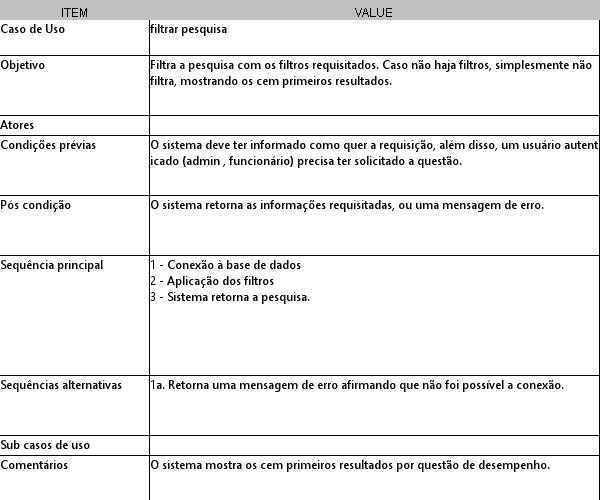 ITEM VALUE
Caso de Uso filtrar pesquisa
Objetivo Filtra a pesquisa com os filtros requisitados. Caso não haja filtros, simplesmente não
filtra, mostrando os cem primeiros resultados.
Atores
Condições prévias O sistema deve ter informado como quer a requisição, além disso, um usuário autent
icado (admin , funcionário) precisa ter solicitado a questão.
Pós condição O sistema retorna as informações requisitadas, ou uma mensagem de erro.
Sequência principal 1 - Conexão à base de dados
2 - Aplicação dos filtros
3 - Sistema retorna a pesquisa.
Sequências alternativas 1a. Retorna uma mensagem de erro afirmando que não foi possível a conexão.
Sub casos de uso
Comentários O sistema mostra os cem primeiros resultados por questão de desempenho.